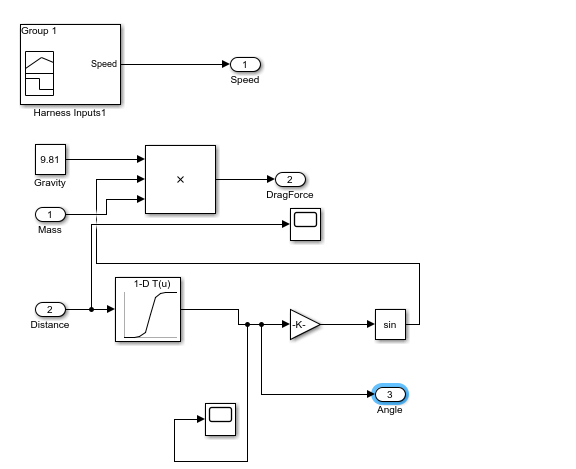 Group 1
Speed
1
Speed
Harness Inputs1
9.81
Gravity
×
2
DragForce
1
Mass
1-D T(u)
2
Distance
-K-
sin
3
Angle